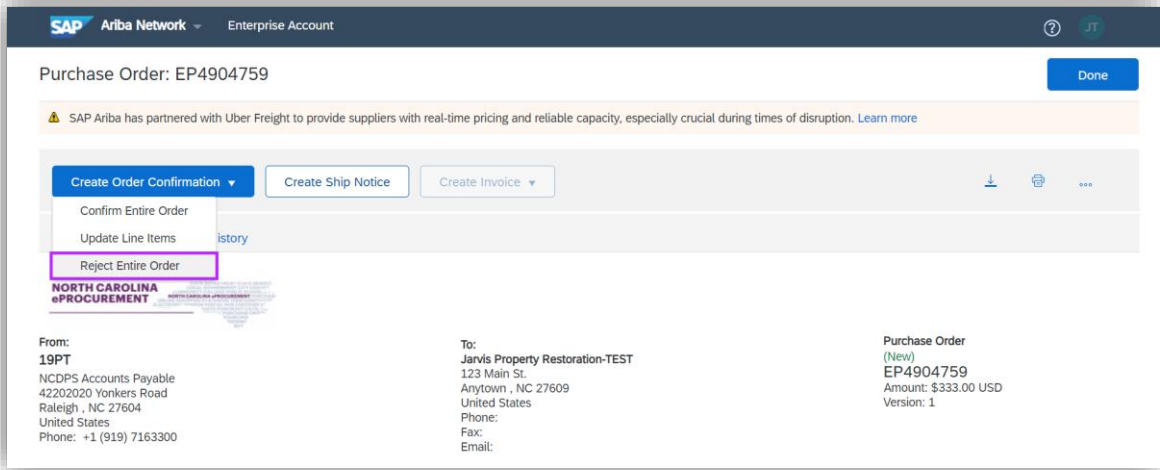 SAP Ariba Network Enterprise Account JT
Purchase Order: EP4904759 Done
SAP Ariba has partnered with Uber Freight to provide suppliers with real-time pricing and reliable capacity, especially crucial during times of disruption. Learn more
Create Order Confirmation Create Ship Notice Create Invoice
Confirm Entire Order
Update Line Items istory
Reject Entire Order
NORTH CAROLINA
ePROCUREMENT NORTH CAROLINA ePROCUREMENT
From:
19PT
NCDPS Accounts Payable
42202020 Yonkers Road
Raleigh , NC 27604
United States
Phone: +1 (919) 7163300
To:
Jarvis Property Restoration-TEST
123 Main St.
Anytown , NC 27609
United States
Phone:
Fax:
Email:
Purchase Order
(New)
EP4904759
Amount: $333.00 USD
Version: 1